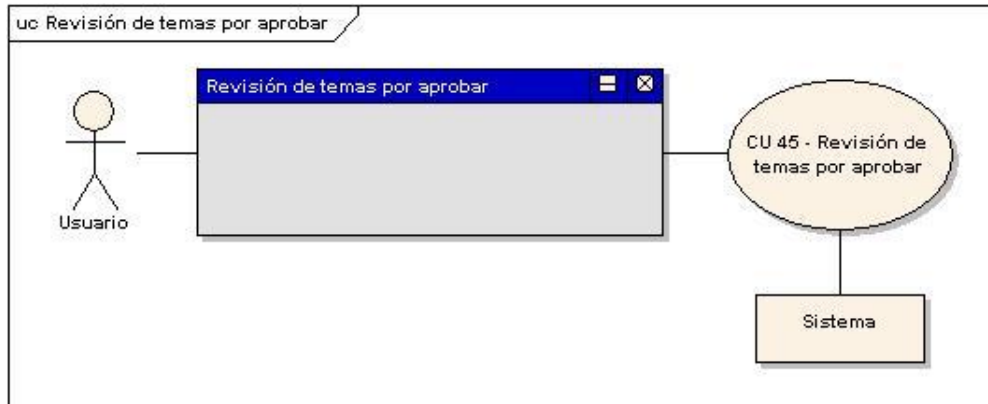 uc Revisión de temas por aprobar
Revisión de temas por aprobar
Usuario
CU 45 - Revisión de
temas por aprobar
Sistema